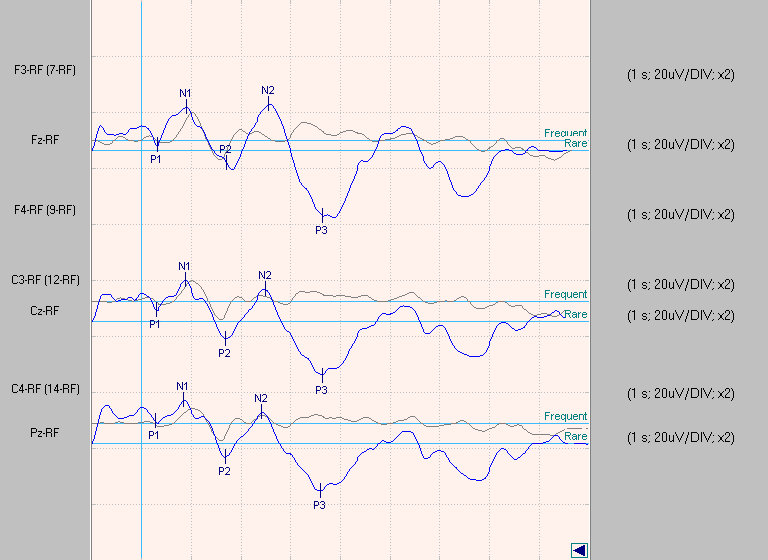 F3-RF (7-RF) (1 s; 20uV/DIV; x2)
N1 N2
Frequent
Fz-RF Rare (1 s; 20uV/DIV; x2)
P1 P2
F4-RF (9-RF) (1 s; 20uV/DIV; x2)
P3
N1 N2
C3-RF (12-RF) (1 s; 20uV/DIV; x2)
Frequent
Cz-RF Rare (1 s; 20uV/DIV; x2)
P1
P2
P3
C4-RF (14-RF) (1 s; 20uV/DIV; x2)
N1 N2
Frequent
Pz-RF Rare (1 s; 20uV/DIV; x2)
P1
P2
P3